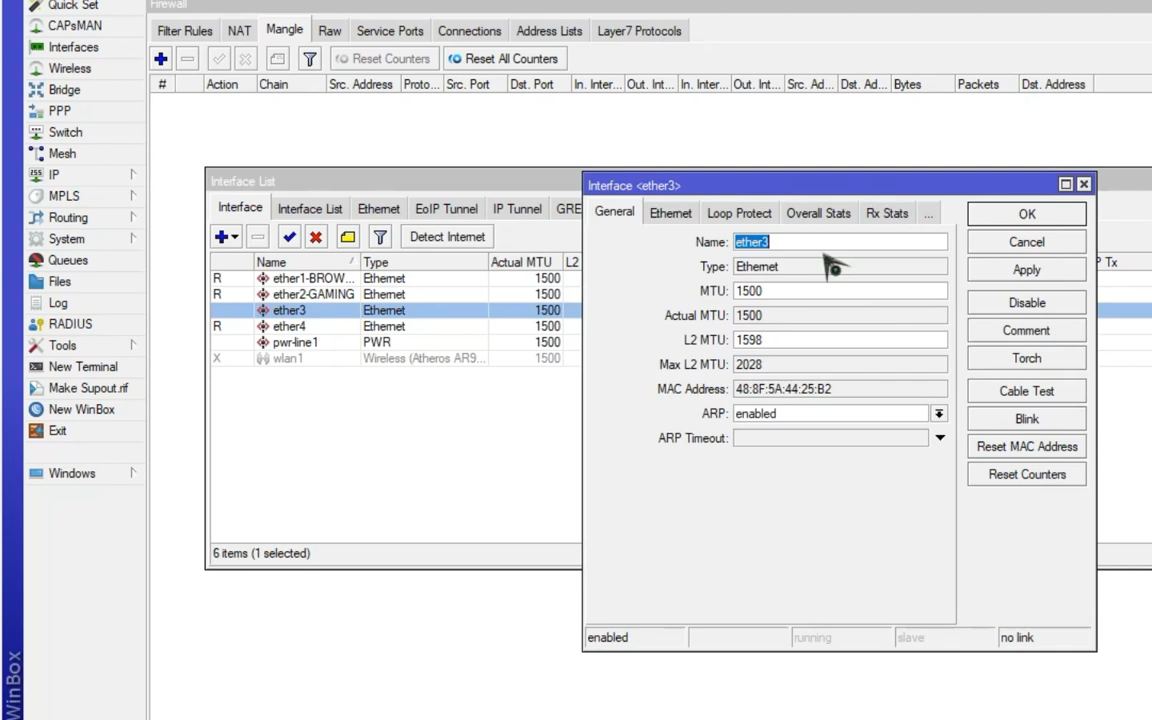 Quick Set
CAPsMAN
Interfaces
Wireless
Bridge
PPP
Switch
Mesh
IP
MPLS
Routing
System
Queues
Files
Log
RADIUS
Tools
New Terminal
Make Supout.rif
New WinBox
Exit
Windows
WinBox
Firewall
Filter Rules NAT Mangle Raw Service Ports Connections Address Lists Layer7 Protocols
Reset Counters Reset All Counters
# Action Chain Src. Address Proto... Src. Port Dst. Port In. Inter... Out. Int... In. Inter... Out. Int... Src. Ad... Dst. Ad... Bytes Packets Dst. Address
Interface List
Interface Interface List Ethernet EoIP Tunnel IP Tunnel GRE
Detect Internet
Name Type Actual MTU L2
R ether1-BROW... Ethernet 1500
R ether2-GAMING Ethernet 1500
ether3 Ethernet 1500
R ether4 Ethernet 1500
pwr-line1 PWR 1500
X wlan1 Wireless (Atheros AR9... 1500
6 items (1 selected)
P Tx
Interface <ether3>
General Ethernet Loop Protect Overall Stats Rx Stats ...
Name: ether3
Type: Ethernet
MTU: 1500
Actual MTU: 1500
L2 MTU: 1598
Max L2 MTU: 2028
MAC Address: 48:8F:5A:44:25:B2
ARP: enabled
ARP Timeout:
OK
Cancel
Apply
Disable
Comment
Torch
Cable Test
Blink
Reset MAC Address
Reset Counters
enabled running slave no link